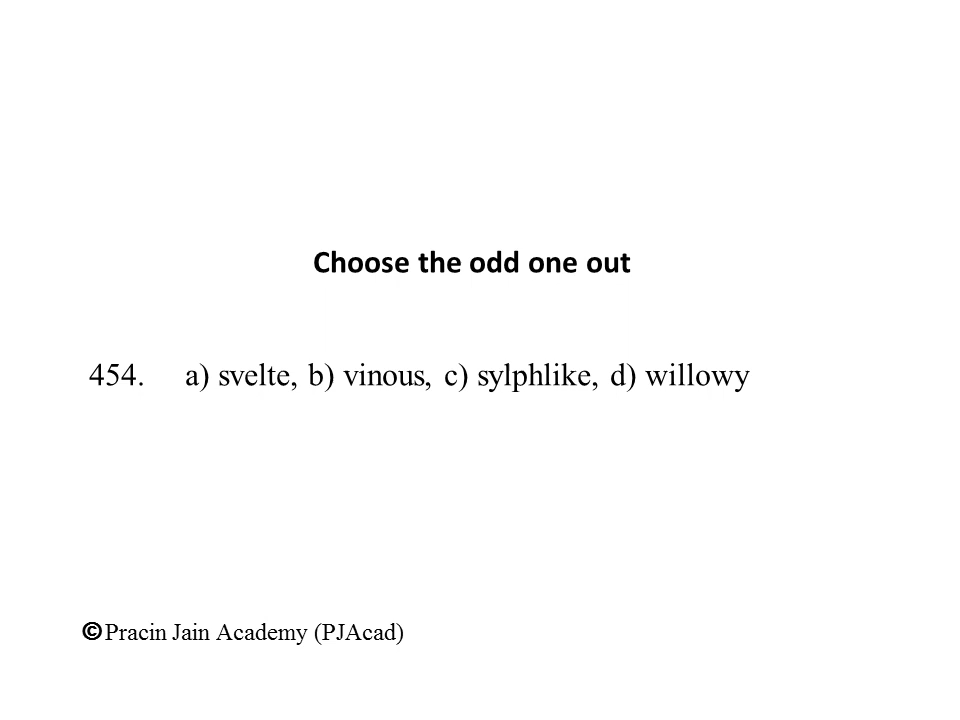 Choose the odd one out
454. a) svelte, b) vinous, c) sylphlike, d) willowy
©Pracin Jain Academy (PJAcad)